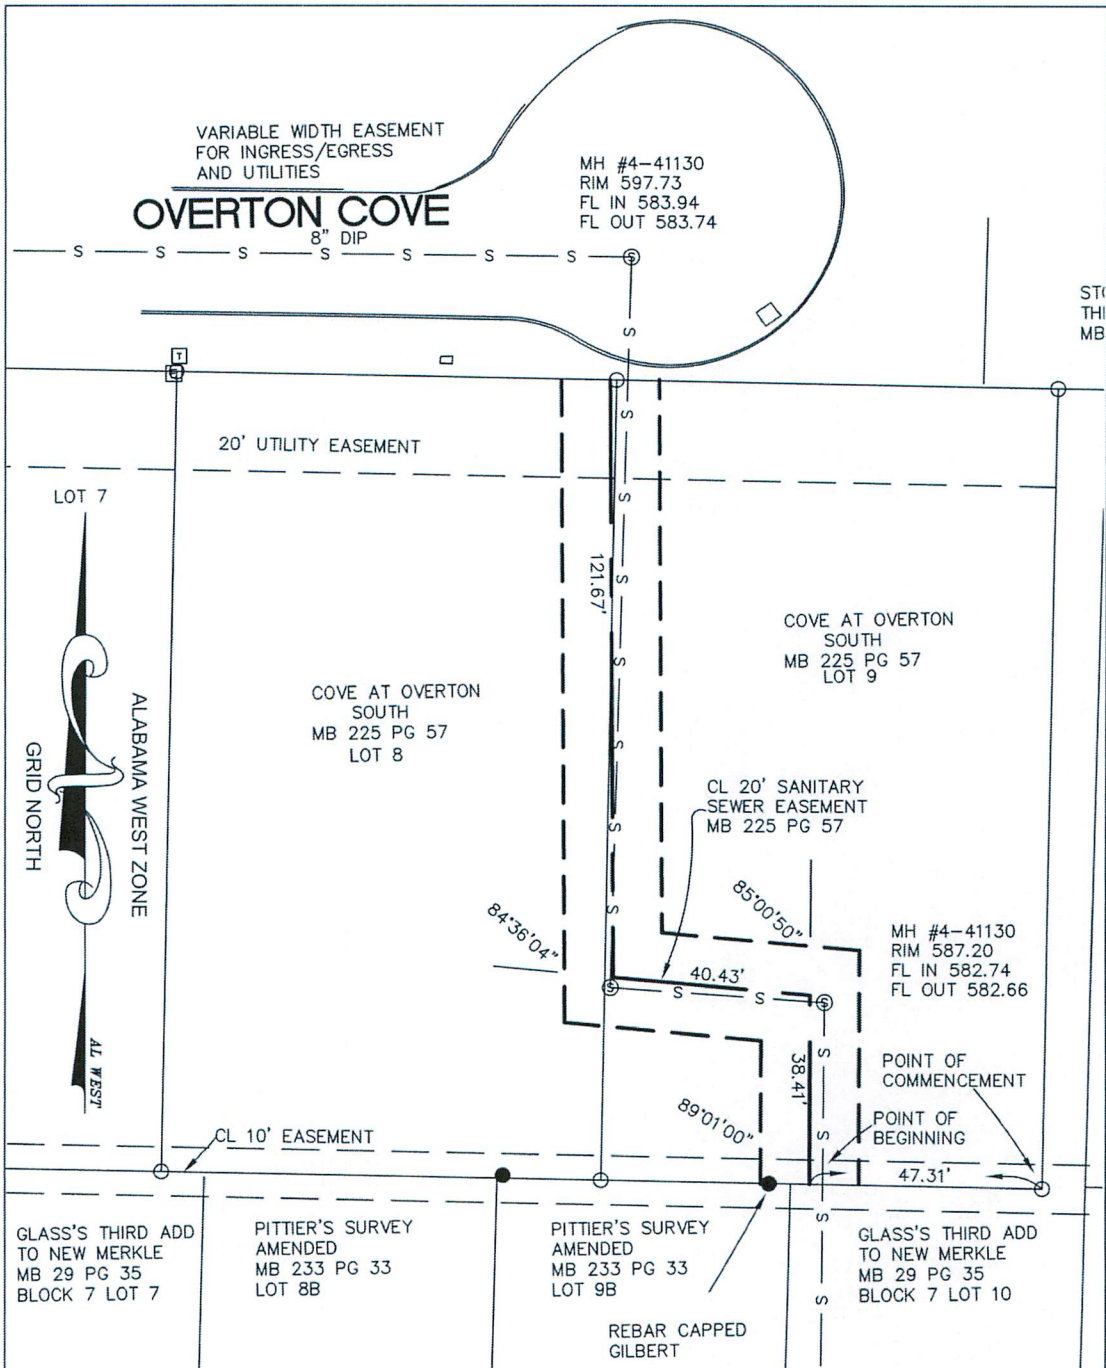 VARIABLE WIDTH EASEMENT
FOR INGRESS/EGRESS
AND UTILITIES
OVERTON COVE
8" DIP
MH #4-41130
RIM 597.73
FL IN 583.94
FL OUT 583.74
S S S S S S S
S
T
20' UTILITY EASEMENT
LOT 7
S
S
121.67'
S
S
S
S
S
COVE AT OVERTON
SOUTH
MB 225 PG 57
LOT 9
COVE AT OVERTON
SOUTH
MB 225 PG 57
LOT 8
ALABAMA WEST ZONE
GRID NORTH
AL WEST
CL 20' SANITARY
SEWER EASEMENT
MB 225 PG 57
84°36'04"
85°00'50"
MH #4-41130
RIM 587.20
FL IN 582.74
FL OUT 582.66
40.43'
S S S S
S
38.41'
POINT OF
COMMENCEMENT
89°01'00"
S
POINT OF
BEGINNING
CL 10' EASEMENT
47.31'
GLASS'S THIRD ADD
TO NEW MERKLE
MB 29 PG 35
BLOCK 7 LOT 7
PITTIER'S SURVEY
AMENDED
MB 233 PG 33
LOT 8B
PITTIER'S SURVEY
AMENDED
MB 233 PG 33
LOT 9B
S
S
GLASS'S THIRD ADD
TO NEW MERKLE
MB 29 PG 35
BLOCK 7 LOT 10
REBAR CAPPED
GILBERT
MB